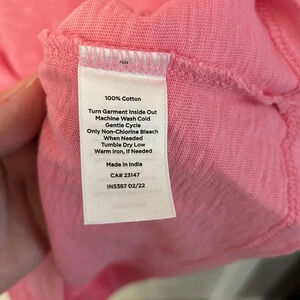 100% Cotton
Turn Garment Inside Out
Machine Wash Cold
Gentle Cycle
Only Non-Chlorine Bleach
When Needed
Tumble Dry Low
Warm Iron, If Needed
Made in India
CA# 23147
IN5387 02/22